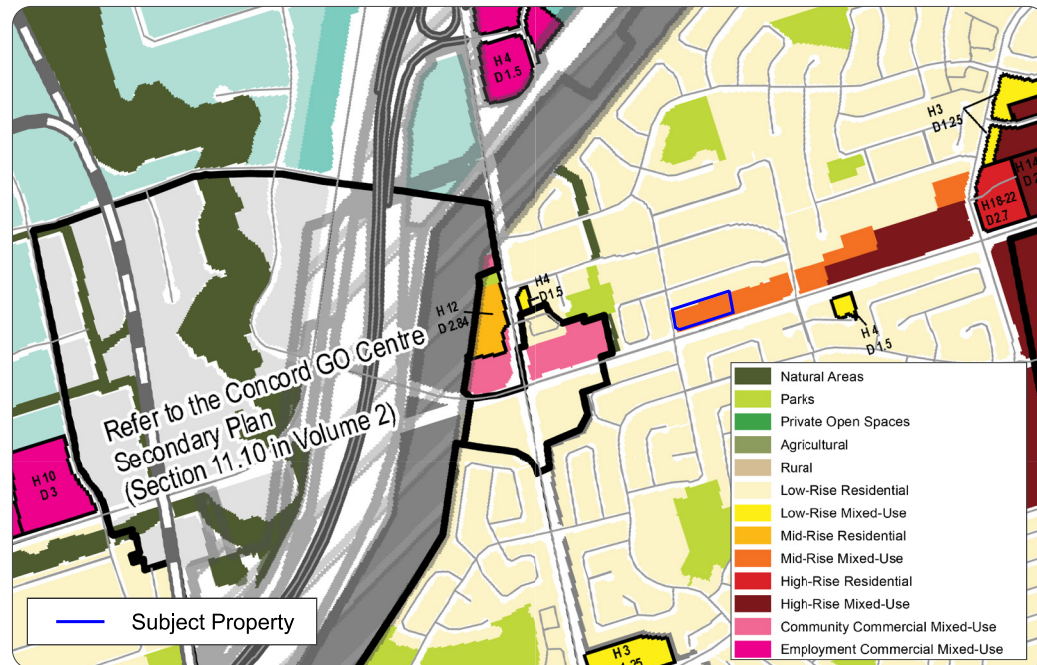 H4
D1.5
H3
D1.25
H14
H18-22
D2.7
H4
D1.5
H12
D2.84
H4
D1.5
Refer to the Concord GO Centre
Secondary Plan
(Section 11.10 in Volume 2)
H10
D3
Natural Areas
Parks
Private Open Spaces
Agricultural
Rural
Low-Rise Residential
Low-Rise Mixed-Use
Mid-Rise Residential
Mid-Rise Mixed-Use
High-Rise Residential
High-Rise Mixed-Use
Community Commercial Mixed-Use
Employment Commercial Mixed-Use
Subject Property
H3